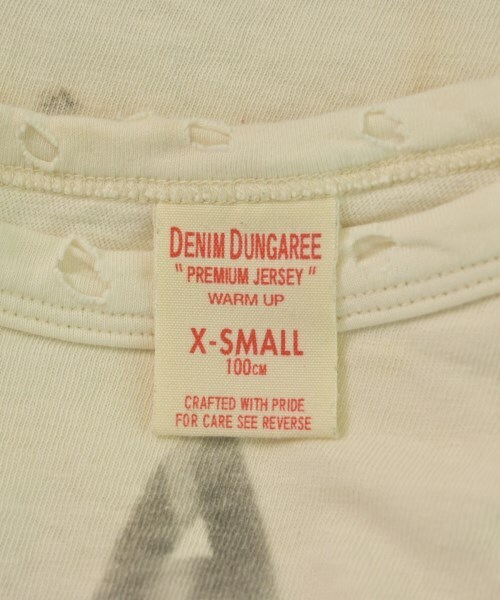 DENIM DUNGAREE
" PREMIUM JERSEY "
WARM UP
X-SMALL
100CM
CRAFTED WITH PRIDE
FOR CARE SEE REVERSE